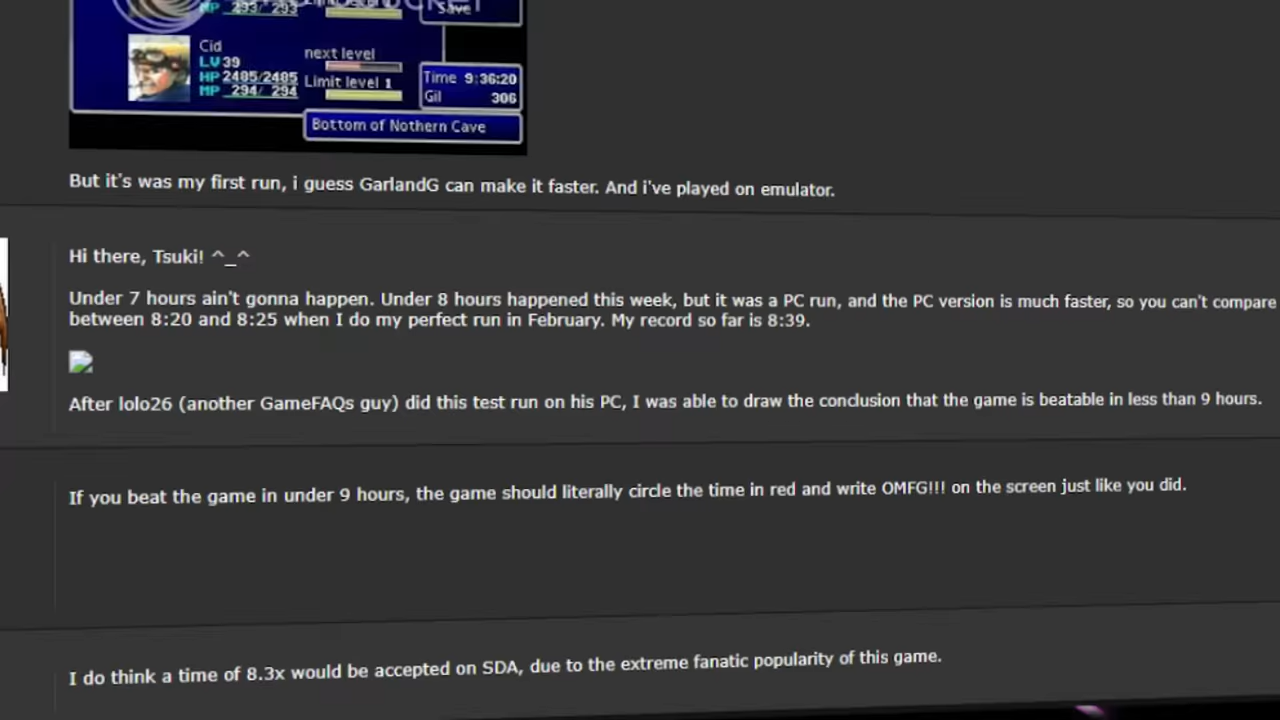 MP 293/ 293
Save
Cid
LV 39
next level
HP 2485/2485
Limit level 1
MP 294/ 294
Time 9:36:20
Gil 306
Bottom of Nothern Cave
But it's was my first run, i guess GarlandG can make it faster. And i've played on emulator.
Hi there, Tsuki! ^_^
Under 7 hours ain't gonna happen. Under 8 hours happened this week, but it was a PC run, and the PC version is much faster, so you can't compare
between 8:20 and 8:25 when I do my perfect run in February. My record so far is 8:39.
After lolo26 (another GameFAQs guy) did this test run on his PC, I was able to draw the conclusion that the game is beatable in less than 9 hours.
If you beat the game in under 9 hours, the game should literally circle the time in red and write OMFG!!! on the screen just like you did.
I do think a time of 8.3x would be accepted on SDA, due to the extreme fanatic popularity of this game.